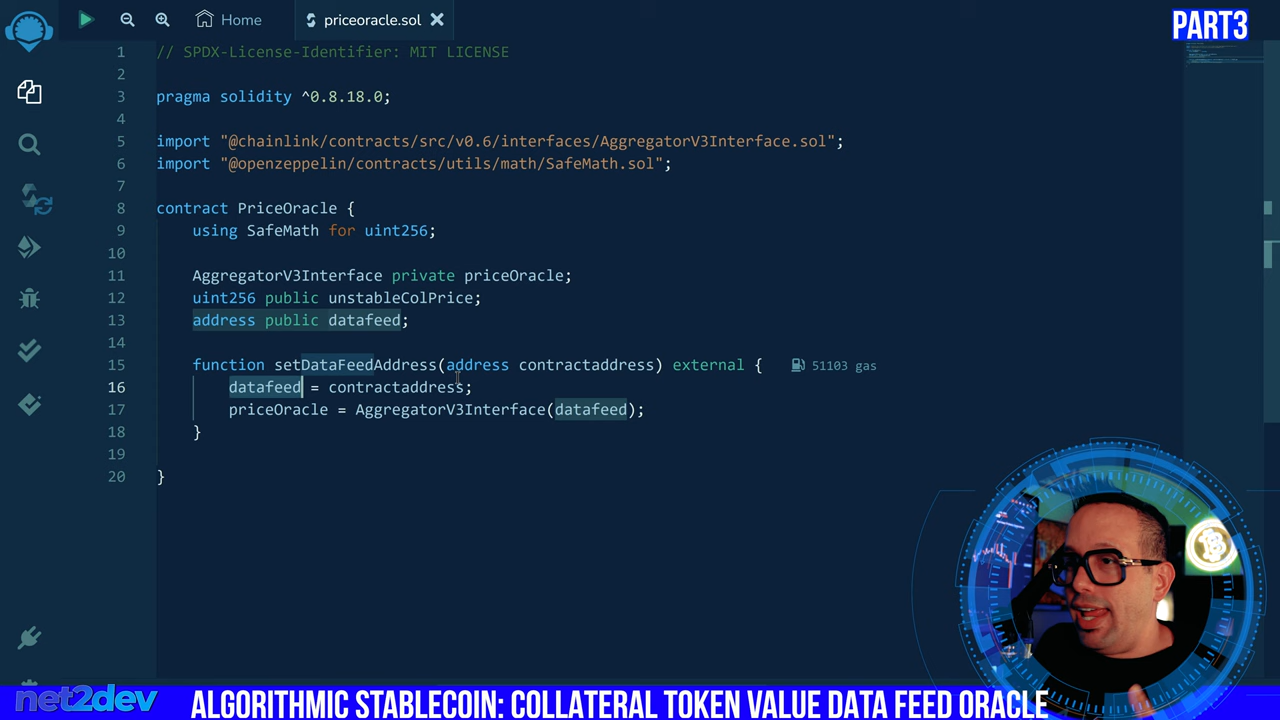 PART3
Home
priceoracle.sol
1 // SPDX-License-Identifier: MIT LICENSE
2
3 pragma solidity ^0.8.18.0;
4
5 import "@chainlink/contracts/src/v0.6/interfaces/AggregatorV3Interface.sol";
6 import "@openzeppelin/contracts/utils/math/SafeMath.sol";
7
8 contract PriceOracle {
9 using SafeMath for uint256;
10
11 AggregatorV3Interface private priceOracle;
12 uint256 public unstableColPrice;
13 address public datafeed;
14
15 function setDataFeedAddress(address contractaddress) external { 51103 gas
16 datafeed = contractaddress;
17 priceOracle = AggregatorV3Interface(datafeed);
18 }
19
20 }
net2dev ALGORITHMIC STABLECOIN: COLLATERAL TOKEN VALUE DATA FEED ORACLE